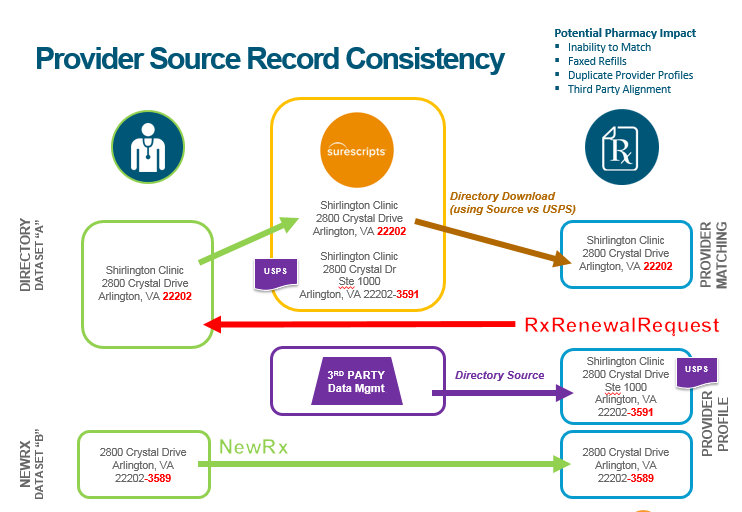 Provider Source Record Consistency
Potential Pharmacy Impact
▪ Inability to Match
▪ Faxed Refills
▪ Duplicate Provider Profiles
▪ Third Party Alignment
surescripts
DIRECTORY
DATASET “A”
Shirlington Clinic
2800 Crystal Drive
Arlington, VA 22202
Shirlington Clinic
2800 Crystal Drive
Arlington, VA 22202
USPS
Shirlington Clinic
2800 Crystal Dr
Ste 1000
Arlington, VA 22202-3591
Directory Download
(using Source vs USPS)
Shirlington Clinic
2800 Crystal Drive
Arlington, VA 22202
PROVIDER
MATCHING
RxRenewalRequest
3RD PARTY
Data Mgmt
Directory Source
Shirlington Clinic
2800 Crystal Drive
Ste 1000
Arlington, VA
22202-3591
USPS
PROVIDER
PROFILE
NEWRX
DATASET “B”
2800 Crystal Drive
Arlington, VA
22202-3589
NewRx
2800 Crystal Drive
Arlington, VA
22202-3589